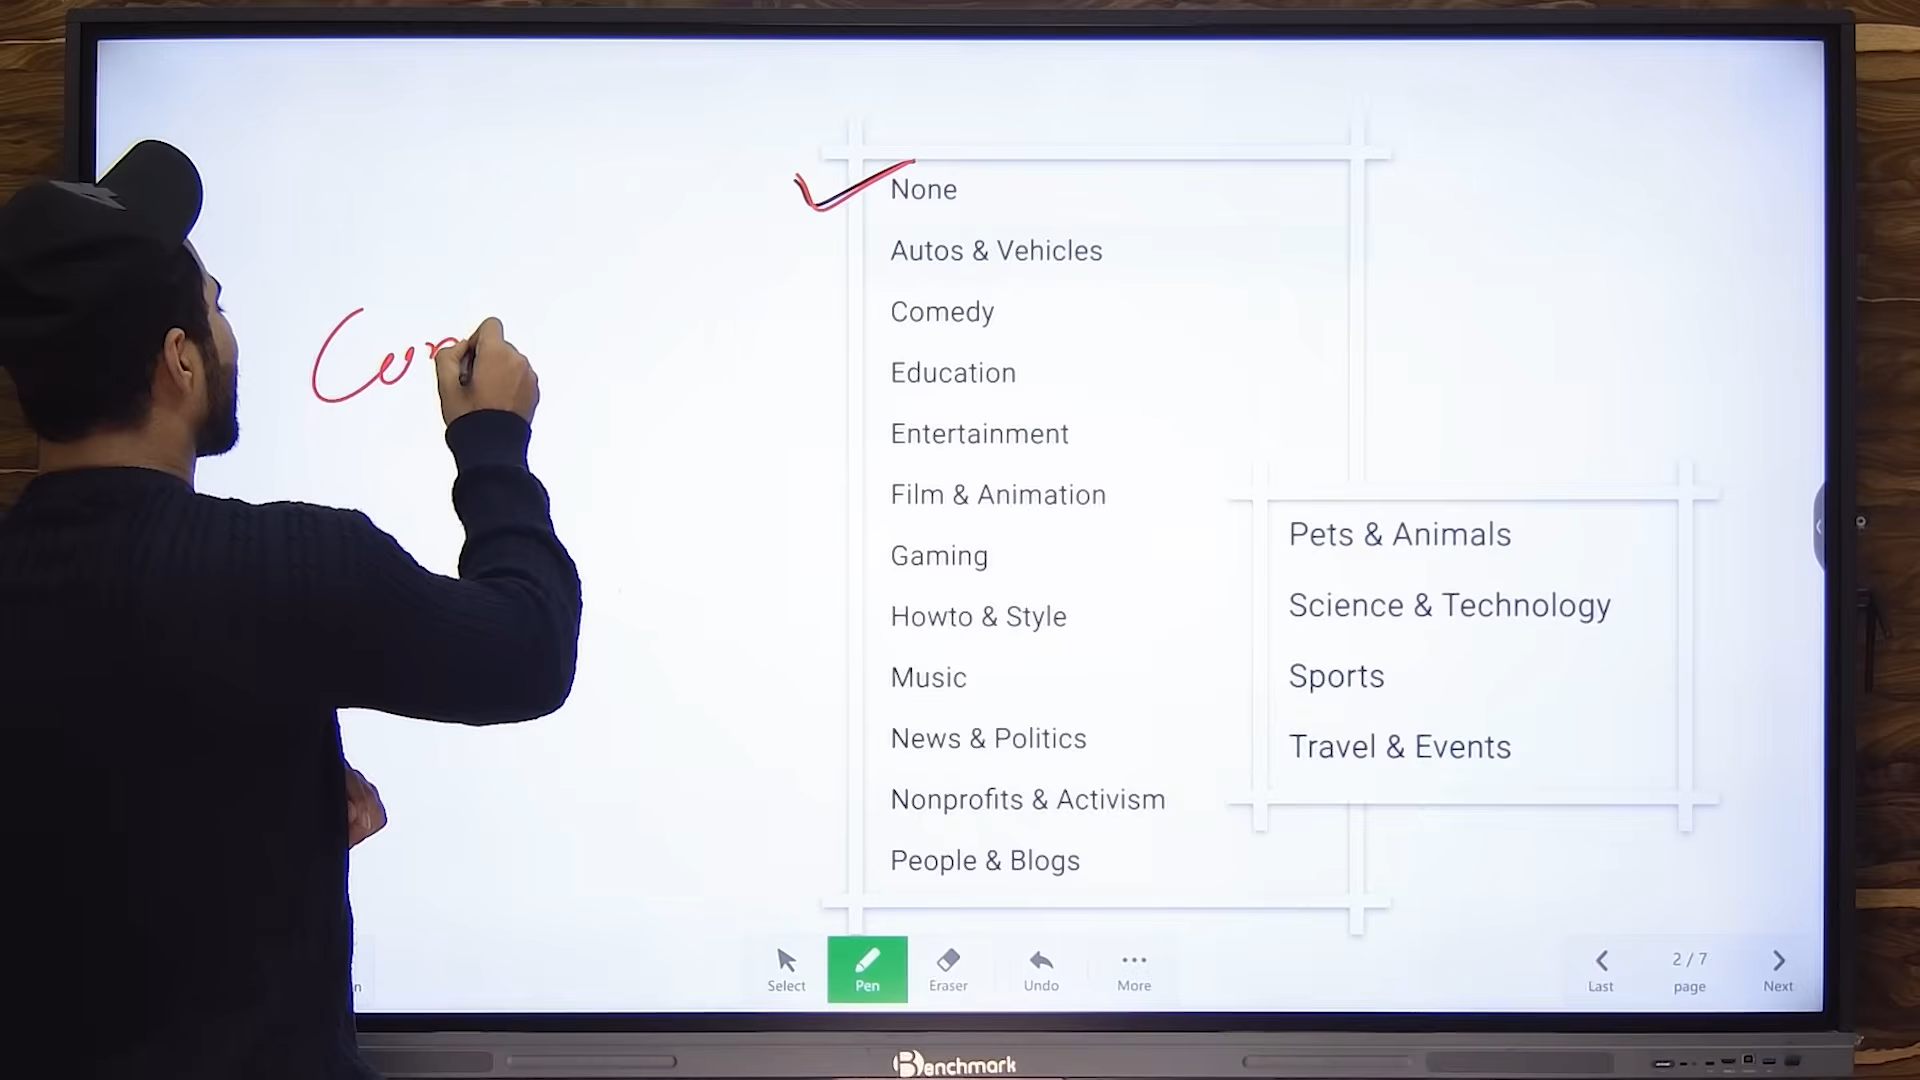 None
Autos & Vehicles
Comedy
Education
Entertainment
Film & Animation
Gaming
Howto & Style
Music
News & Politics
Nonprofits & Activism
People & Blogs
Pets & Animals
Science & Technology
Sports
Travel & Events
Select
Pen
Eraser
Undo
More
Last
2 / 7
page
Next
Benchmark